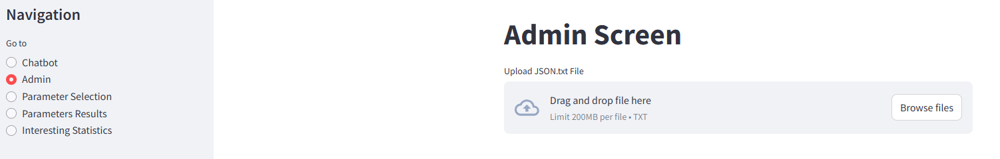 Navigation
Go to
Chatbot
Admin
Parameter Selection
Parameters Results
Interesting Statistics
Admin Screen
Upload JSON.txt File
Drag and drop file here
Limit 200MB per file • TXT
Browse files